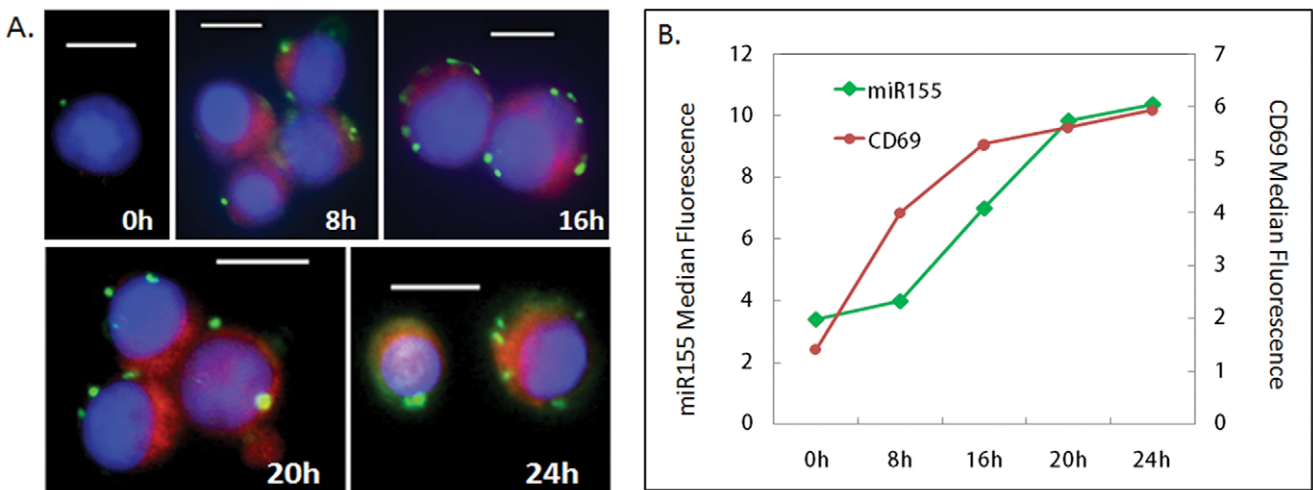 A.
0h
8h
16h
20h
24h
B.
miR155 Median Fluorescence
12
10
8
6
4
2
0
miR155
CD69
7
6
5
4
3
2
1
0
CD69 Median Fluorescence
0h 8h 16h 20h 24h